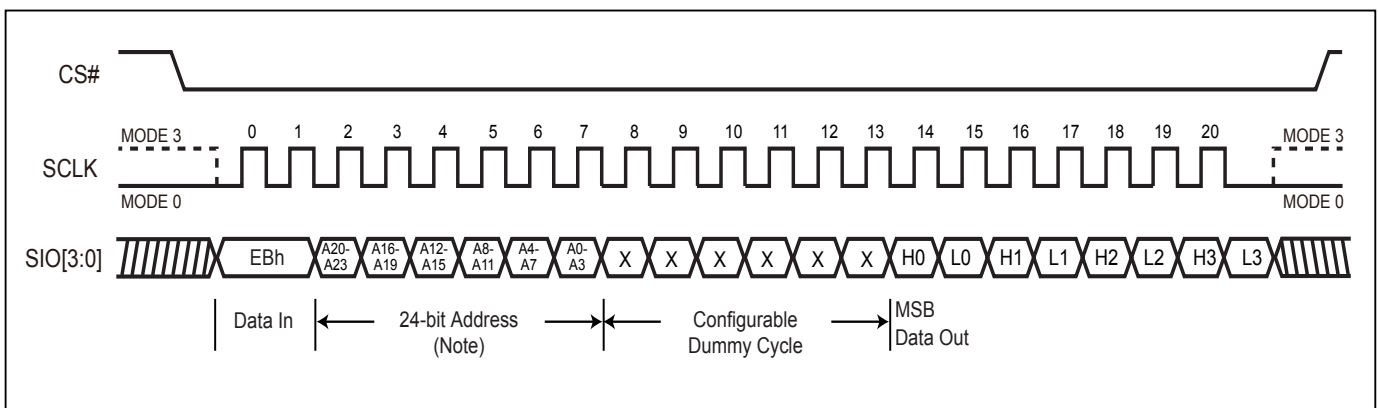 CS#
MODE 3
0 1 2 3 4 5 6 7 8 9 10 11 12 13 14 15 16 17 18 19 20
MODE 3
SCLK
MODE 0
MODE 0
SIO[3:0]
EBh
A20-
A23
A16-
A19
A12-
A15
A8-
A11
A4-
A7
A0-
A3
X X X X X X
H0 L0 H1 L1 H2 L2 H3 L3
Data In
24-bit Address
(Note)
Configurable
Dummy Cycle
MSB
Data Out